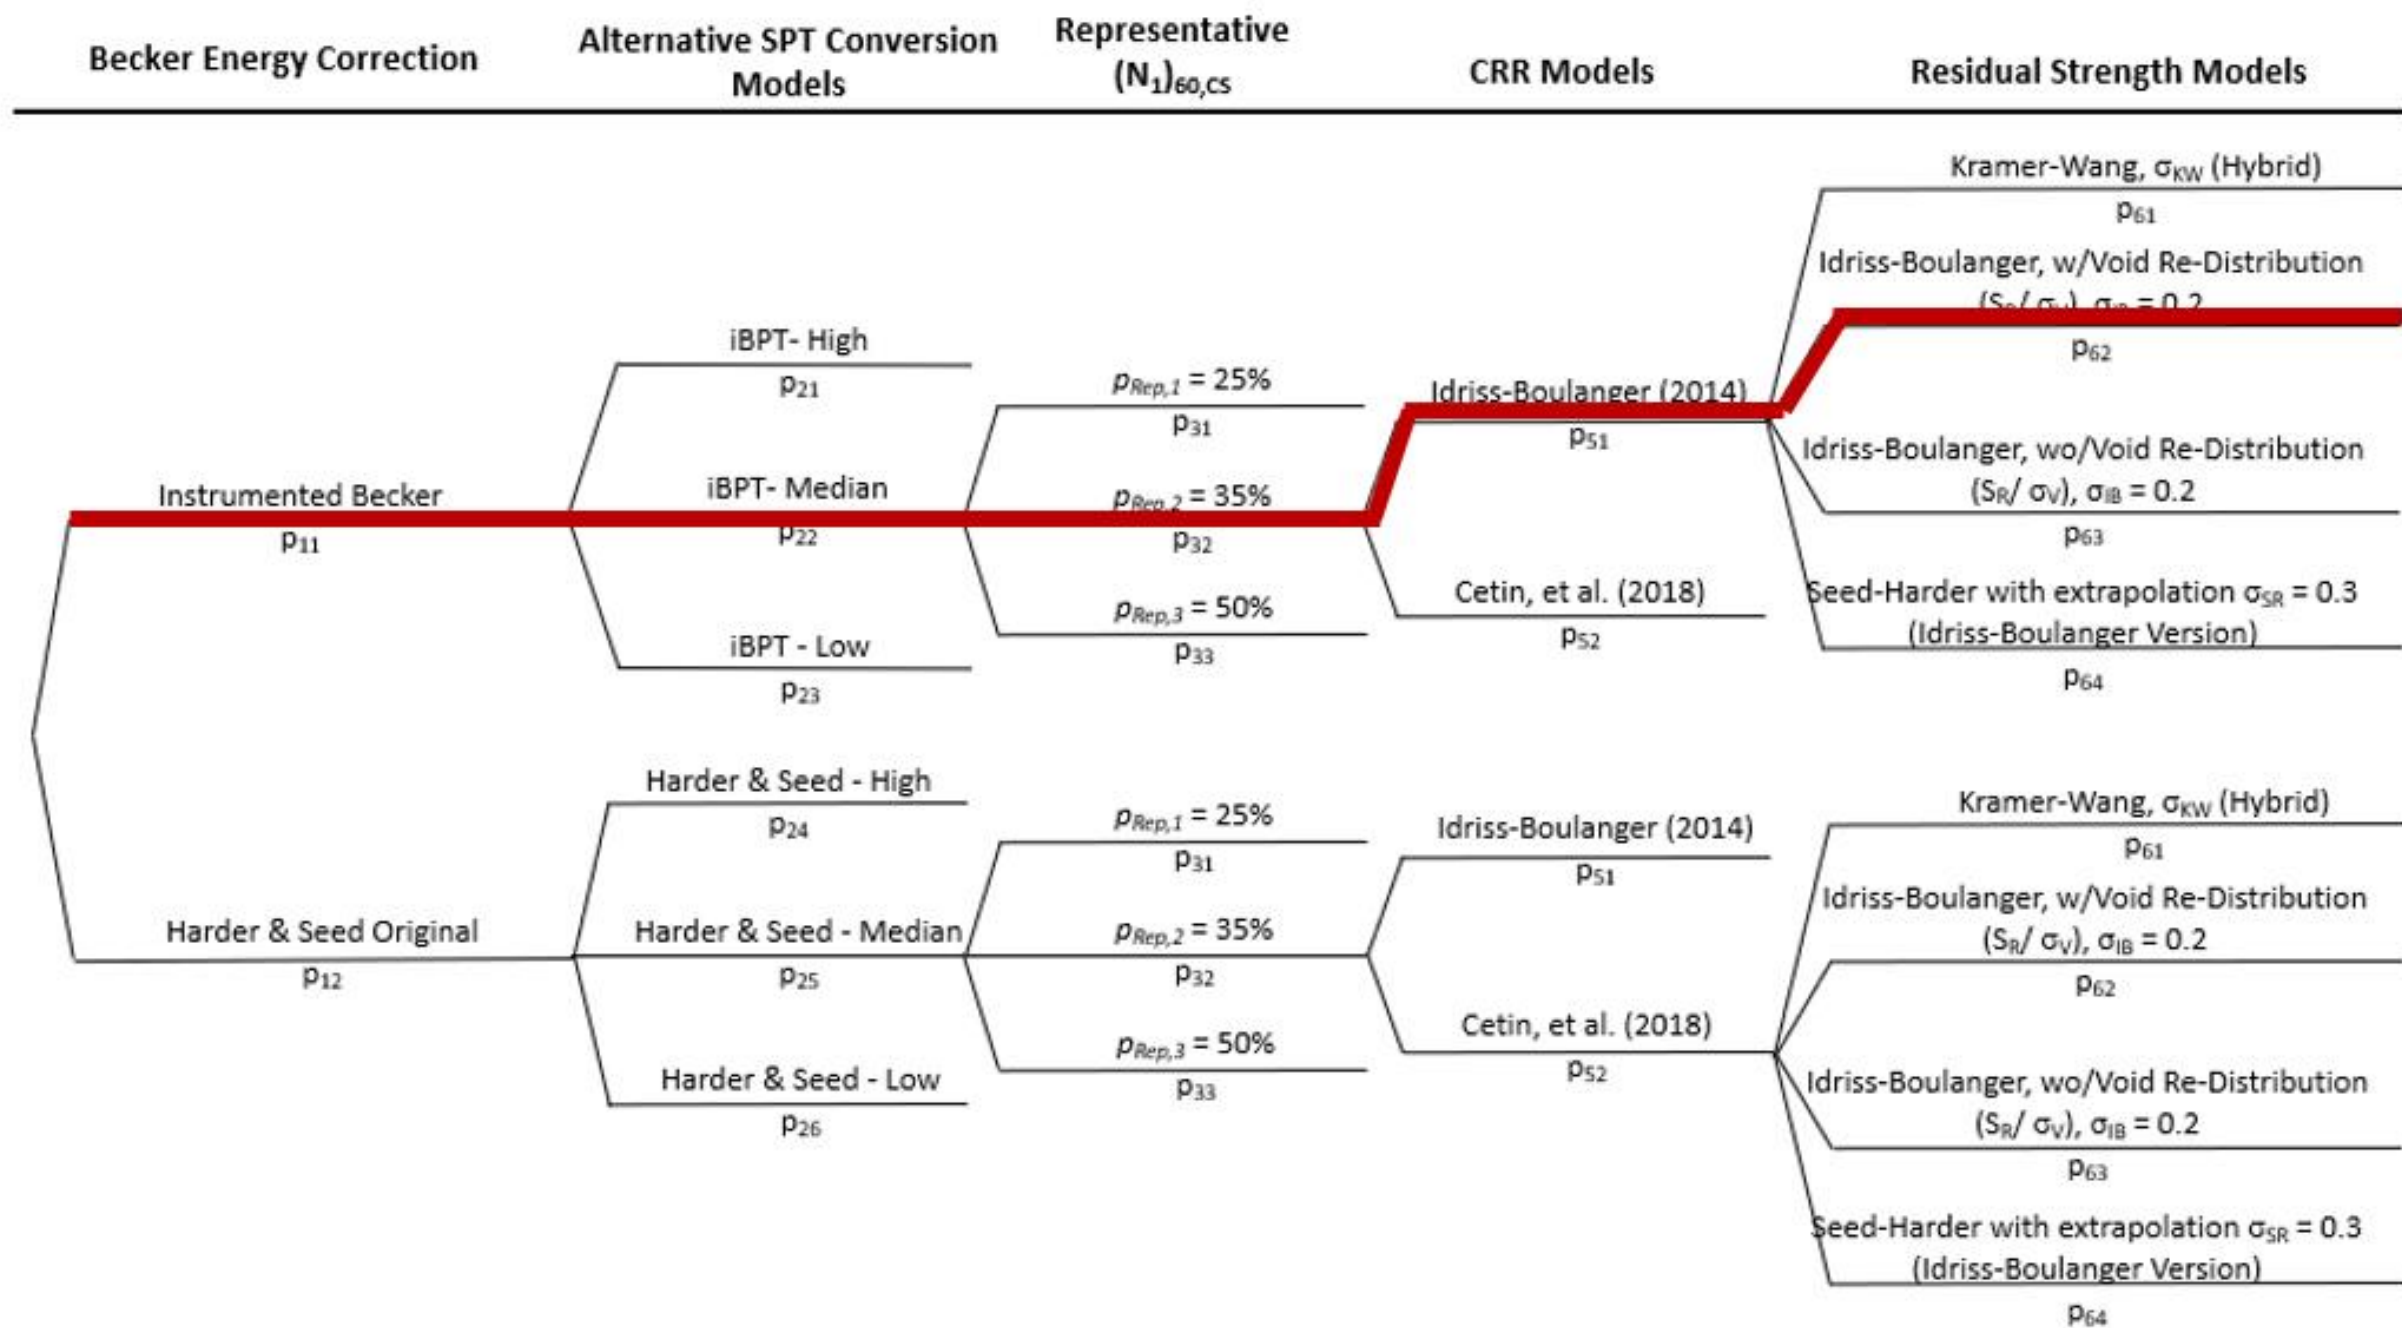 Becker Energy Correction
Alternative SPT Conversion
Models
Representative
(N₁)₆₀,CS
CRR Models
Residual Strength Models
Instrumented Becker
p₁₁
iBPT- High
p₂₁
iBPT- Median
p₂₂
iBPT - Low
p₂₃
pRep,1 = 25%
p₃₁
pRep,2 = 35%
p₃₂
pRep,3 = 50%
p₃₃
Idriss-Boulanger (2014)
p₅₁
Cetin, et al. (2018)
p₅₂
Kramer-Wang, σKW (Hybrid)
p₆₁
Idriss-Boulanger, w/Void Re-Distribution
(SR/ σV), σIB = 0.2
p₆₂
Idriss-Boulanger, wo/Void Re-Distribution
(SR/ σV), σIB = 0.2
p₆₃
Seed-Harder with extrapolation σSR = 0.3
(Idriss-Boulanger Version)
p₆₄
Harder & Seed Original
p₁₂
Harder & Seed - High
p₂₄
Harder & Seed - Median
p₂₅
Harder & Seed - Low
p₂₆
pRep,1 = 25%
p₃₁
pRep,2 = 35%
p₃₂
pRep,3 = 50%
p₃₃
Idriss-Boulanger (2014)
p₅₁
Cetin, et al. (2018)
p₅₂
Kramer-Wang, σKW (Hybrid)
p₆₁
Idriss-Boulanger, w/Void Re-Distribution
(SR/ σV), σIB = 0.2
p₆₂
Idriss-Boulanger, wo/Void Re-Distribution
(SR/ σV), σIB = 0.2
p₆₃
Seed-Harder with extrapolation σSR = 0.3
(Idriss-Boulanger Version)
p₆₄